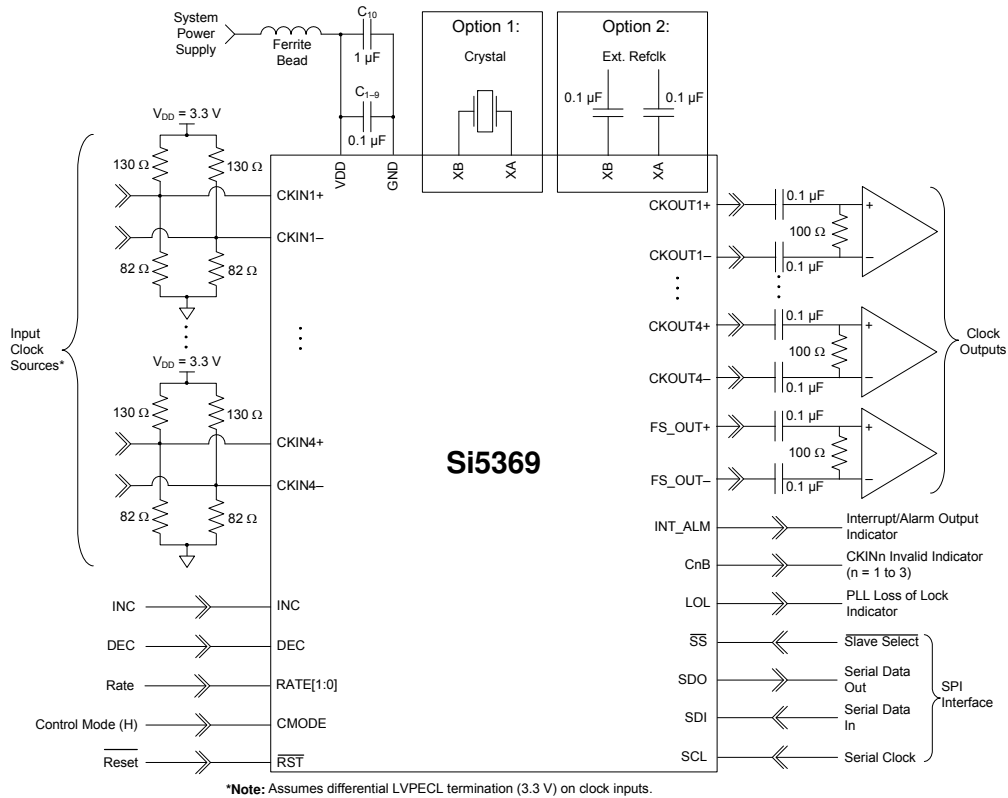 System
Power
Supply
Ferrite
Bead
C10
1 µF
C1–9
0.1 µF
Option 1:
Crystal
XB
XA
Option 2:
Ext. Refclk
0.1 µF
0.1 µF
XB
XA
VDD
GND
VDD = 3.3 V
130 Ω
130 Ω
CKIN1+
CKIN1–
82 Ω
82 Ω
Input
Clock
Sources*
VDD = 3.3 V
130 Ω
130 Ω
CKIN4+
CKIN4–
82 Ω
82 Ω
INC
INC
DEC
DEC
Rate
RATE[1:0]
Control Mode (H)
CMODE
Reset
RST
Si5369
CKOUT1+
0.1 µF
+
100 Ω
CKOUT1–
0.1 µF
–
CKOUT4+
0.1 µF
+
100 Ω
CKOUT4–
0.1 µF
–
FS_OUT+
0.1 µF
+
100 Ω
FS_OUT–
0.1 µF
–
Clock
Outputs
INT_ALM
Interrupt/Alarm Output
Indicator
CnB
CKINn Invalid Indicator
(n = 1 to 3)
LOL
PLL Loss of Lock
Indicator
SS
Slave Select
SDO
Serial Data
Out
SDI
Serial Data
In
SCL
Serial Clock
SPI
Interface
*Note: Assumes differential LVPECL termination (3.3 V) on clock inputs.